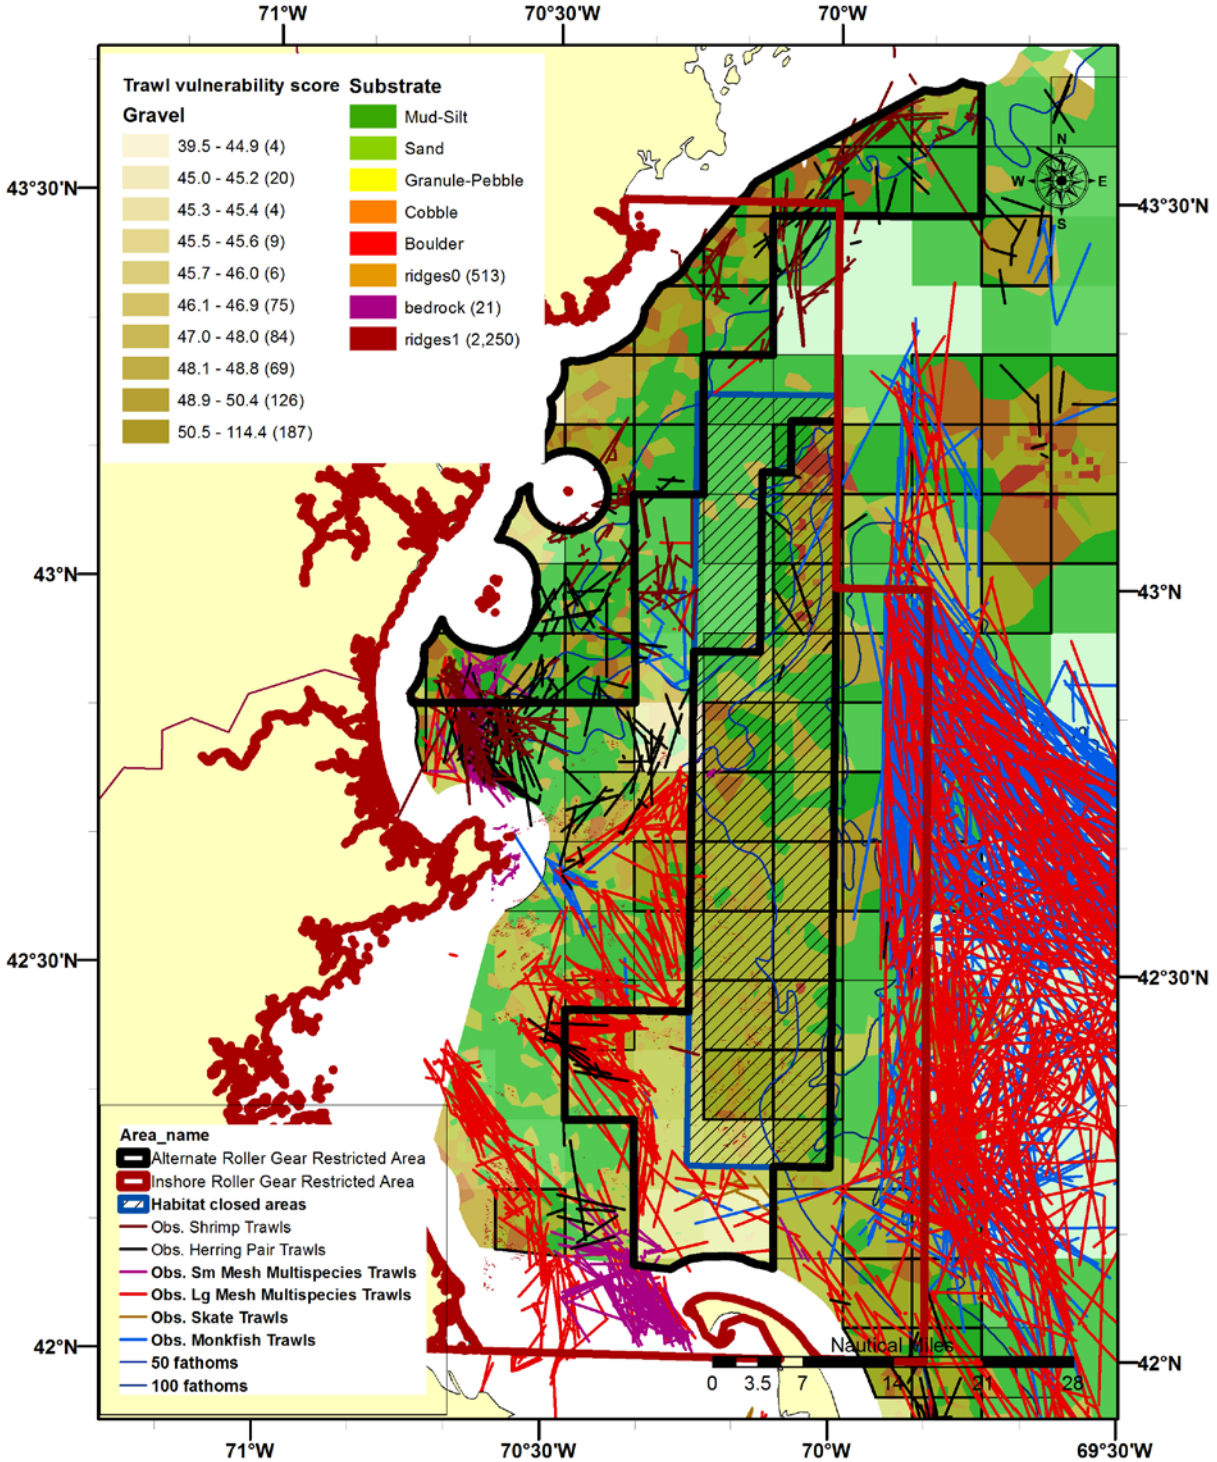 71°W 70°30'W 70°W
Trawl vulnerability score Substrate
Gravel
39.5 - 44.9 (4)
45.0 - 45.2 (20)
45.3 - 45.4 (4)
45.5 - 45.6 (9)
45.7 - 46.0 (6)
46.1 - 46.9 (75)
47.0 - 48.0 (84)
48.1 - 48.8 (69)
48.9 - 50.4 (126)
50.5 - 114.4 (187)
Mud-Silt
Sand
Granule-Pebble
Cobble
Boulder
ridges0 (513)
bedrock (21)
ridges1 (2,250)
N
W E
S
43°30'N 43°30'N
43°N 43°N
42°30'N 42°30'N
42°N 42°N
Area_name
Alternate Roller Gear Restricted Area
Inshore Roller Gear Restricted Area
Habitat closed areas
Obs. Shrimp Trawls
Obs. Herring Pair Trawls
Obs. Sm Mesh Multispecies Trawls
Obs. Lg Mesh Multispecies Trawls
Obs. Skate Trawls
Obs. Monkfish Trawls
50 fathoms
100 fathoms
Nautical Miles
0 3.5 7 14 21 28
71°W 70°30'W 70°W 69°30'W